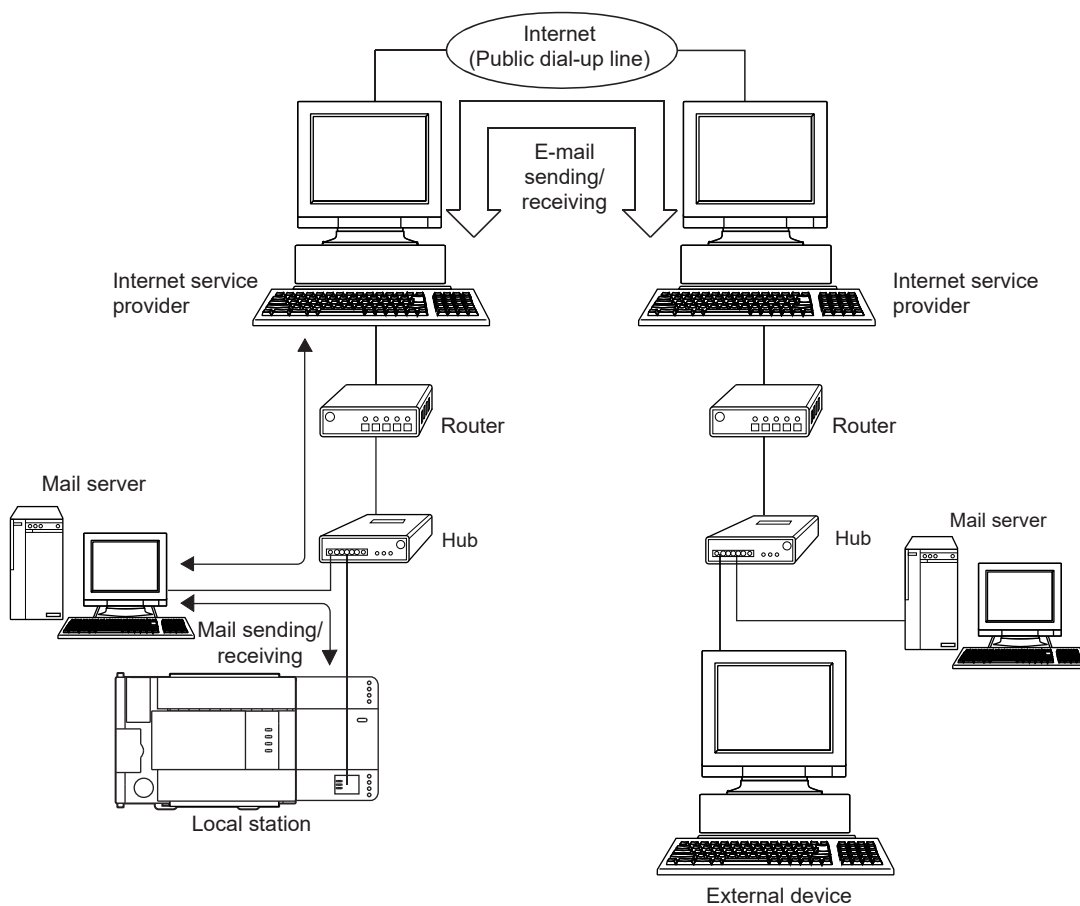 Internet
(Public dial-up line)
E-mail
sending/
receiving
Internet service
provider
Internet service
provider
Router
Router
Mail server
Hub
Hub
Mail server
Mail sending/
receiving
Local station
External device